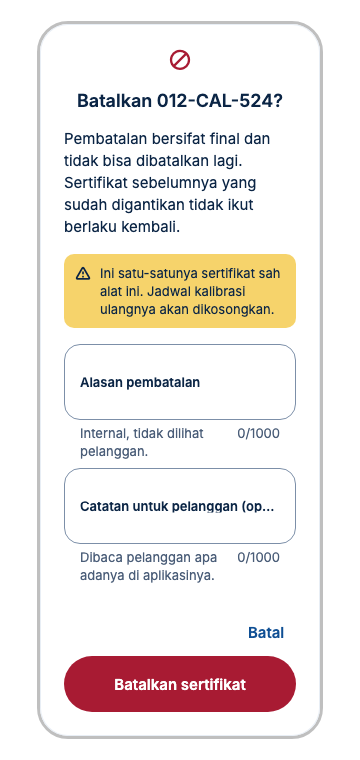 Batalkan 012-CAL-524?
Pembatalan bersifat final dan
tidak bisa dibatalkan lagi.
Sertifikat sebelumnya yang
sudah digantikan tidak ikut
berlaku kembali.
Ini satu-satunya sertifikat sah
alat ini. Jadwal kalibrasi
ulangnya akan dikosongkan.
Alasan pembatalan
Internal, tidak dilihat
pelanggan.
0/1000
Catatan untuk pelanggan (op...
Dibaca pelanggan apa
adanya di aplikasinya.
0/1000
Batal
Batalkan sertifikat